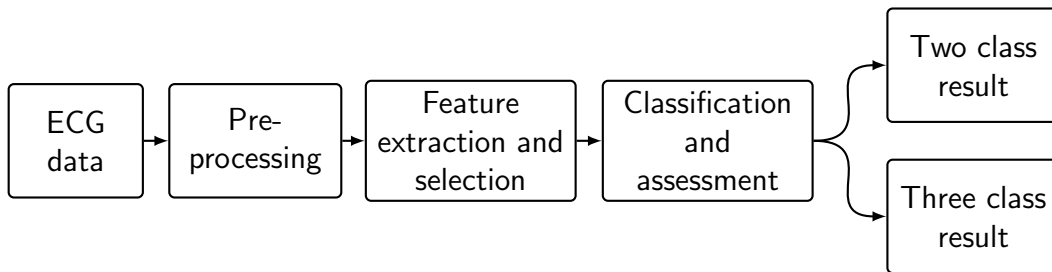 ECG
data
Pre-
processing
Feature
extraction and
selection
Classification
and
assessment
Two class
result
Three class
result